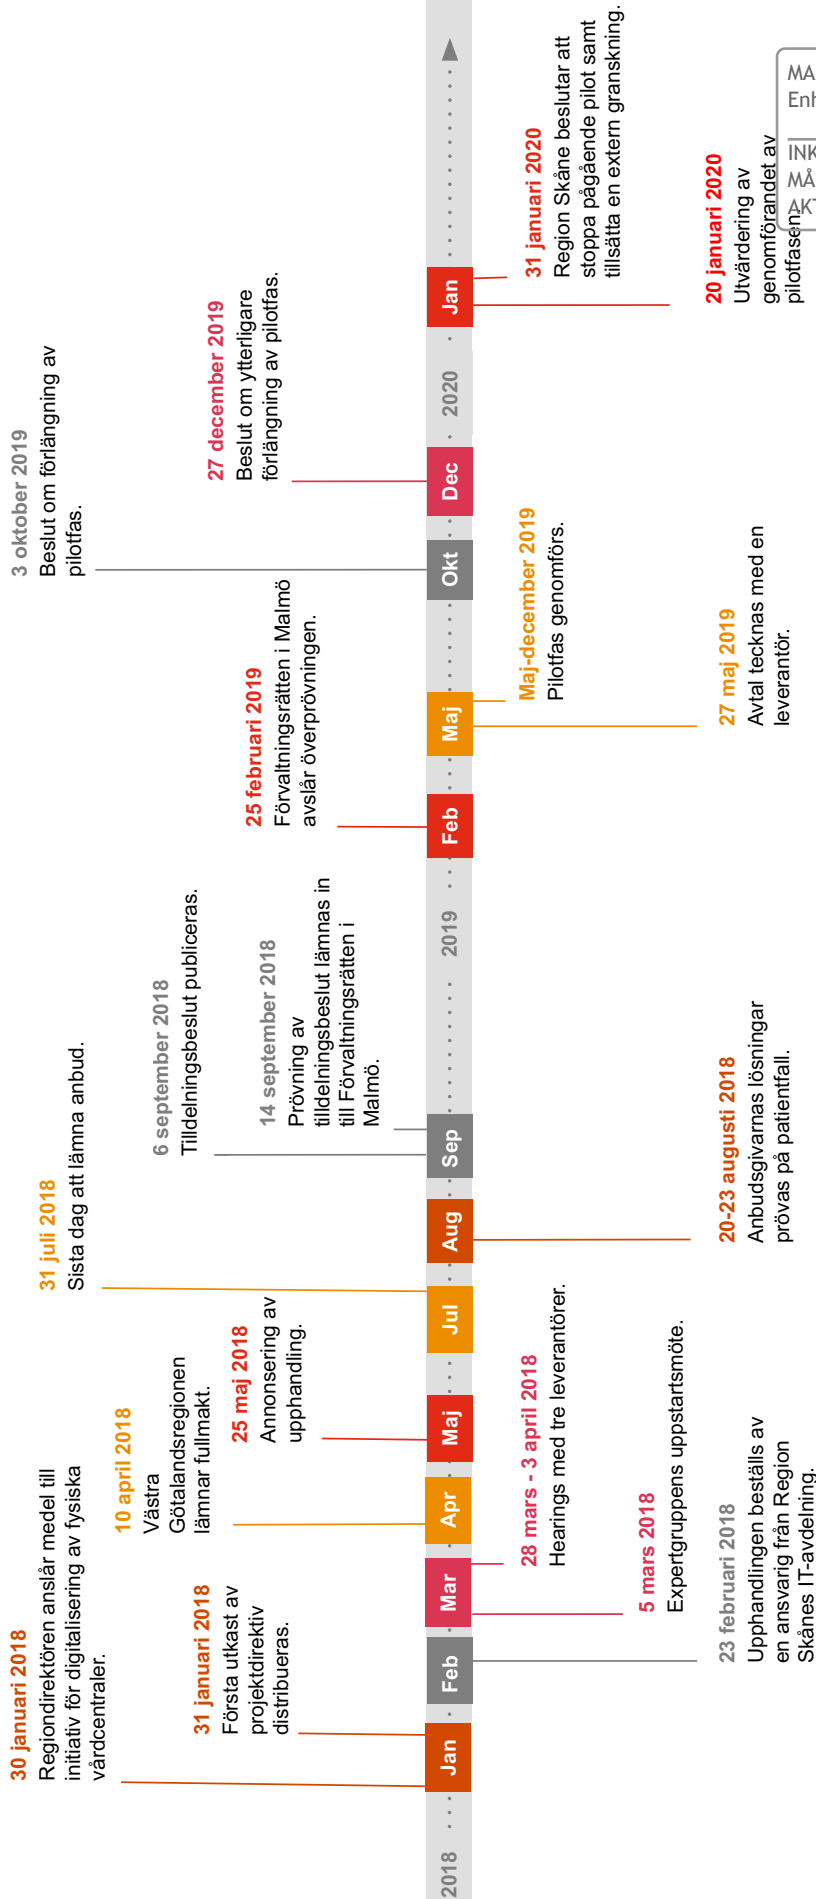 30 januari 2018
Regiondirektören anslår medel till
initiativ för digitalisering av fysiska
vårdcentraler.
31 januari 2018
Första utkast av
projektdirektiv
distribueras.
10 april 2018
Västra
Götalandsregionen
lämnar fullmakt.
25 maj 2018
Annonsering av
upphandling.
31 juli 2018
Sista dag att lämna anbud.
6 september 2018
Tilldelningsbeslut publiceras.
14 september 2018
Prövning av
tilldelningsbeslut lämnas in
till Förvaltningsrätten i
Malmö.
25 februari 2019
Förvaltningsrätten i Malmö
avslår överprövningen.
3 oktober 2019
Beslut om förlängning av
pilotfas.
27 december 2019
Beslut om ytterligare
förlängning av pilotfas.
2018
Jan
Feb
Mar
Apr
Maj
Jul
Aug
Sep
2019
Feb
Maj
Okt
Dec
2020
Jan
23 februari 2018
Upphandlingen beställs av
en ansvarig från Region
Skånes IT-avdelning.
5 mars 2018
Expertgruppens uppstartsmöte.
28 mars - 3 april 2018
Hearings med tre leverantörer.
20-23 augusti 2018
Anbudsgivarnas lösningar
prövas på patientfall.
27 maj 2019
Avtal tecknas med en
leverantör.
Maj-december 2019
Pilotfas genomförs.
20 januari 2020
Utvärdering av
genomförandet av
pilotfasen.
31 januari 2020
Region Skåne beslutar att
stoppa pågående pilot samt
tillsätta en extern granskning.
MA
Enh
INK
MÅ
AKT